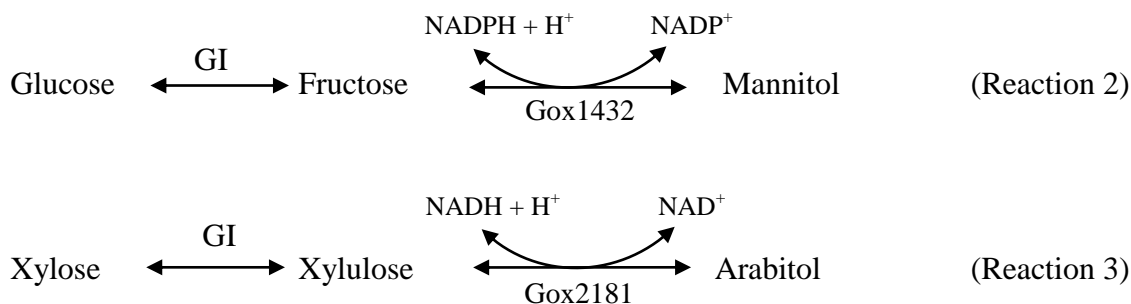 NADPH + H⁺ NADP⁺
GI
Glucose Fructose Mannitol (Reaction 2)
Gox1432
NADH + H⁺ NAD⁺
GI
Xylose Xylulose Arabitol (Reaction 3)
Gox2181